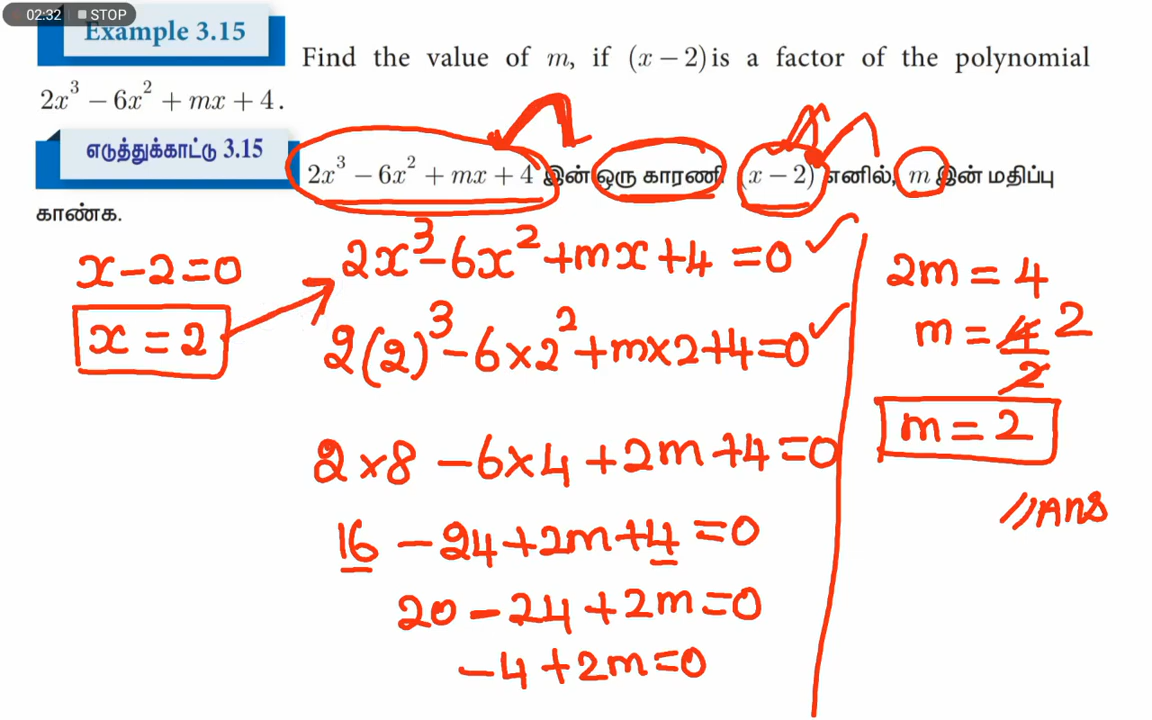 02:32 STOP
Example 3.15
Find the value of m, if (x − 2) is a factor of the polynomial
2x³ − 6x² + mx + 4.
எடுத்துக்காட்டு 3.15
2x³ − 6x² + mx + 4 இன் ஒரு காரணி (x − 2) எனில், m இன் மதிப்பு
காண்க.
x−2=0
x = 2
2x³−6x²+mx+4 =0
2(2)³−6×2²+m×2+4=0
2×8 −6×4 +2m+4=0
16 −24+2m+4 =0
20 −24 +2m=0
−4+2m=0
2m = 4
m = 4/2 2
m = 2
//Ans